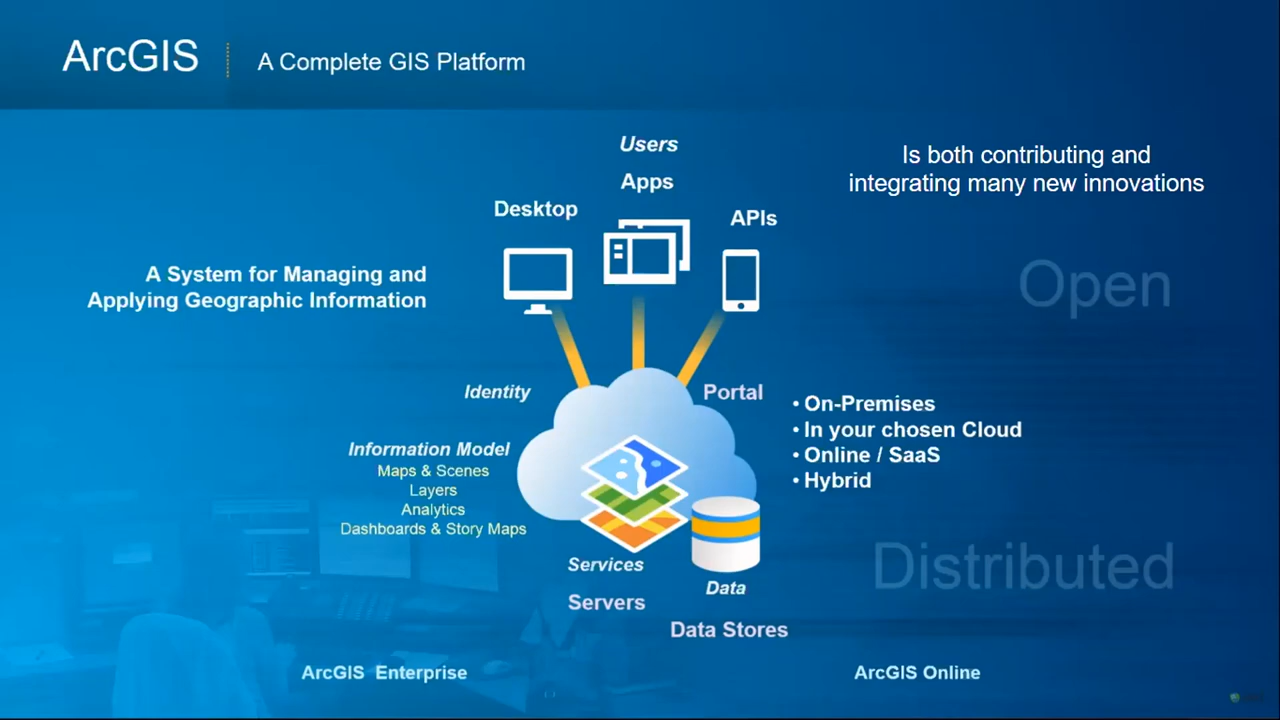 ArcGIS
A Complete GIS Platform
Users
Apps
Desktop
APIs
Is both contributing and
integrating many new innovations
A System for Managing and
Applying Geographic Information
Open
Identity
Portal
• On-Premises
• In your chosen Cloud
• Online / SaaS
• Hybrid
Information Model
Maps & Scenes
Layers
Analytics
Dashboards & Story Maps
Services
Servers
Data
Data Stores
Distributed
ArcGIS Enterprise
ArcGIS Online